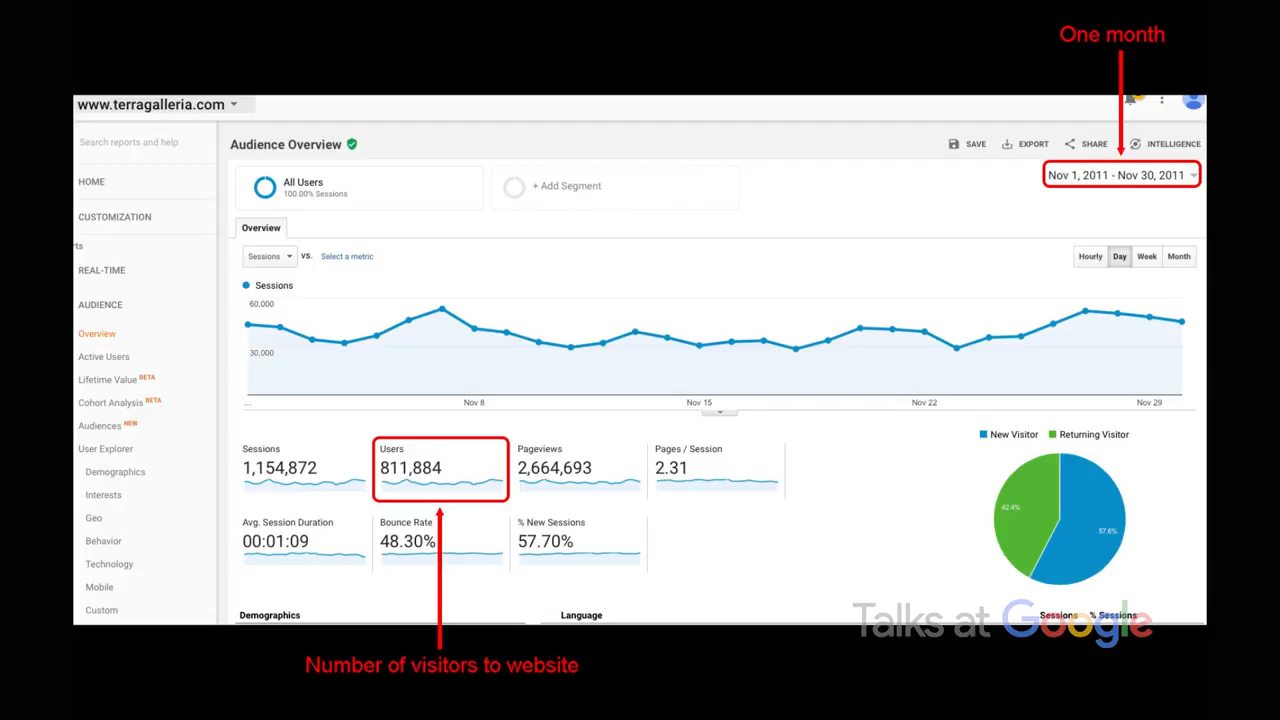 One month
www.terragalleria.com
Search reports and help
Audience Overview
SAVE
EXPORT
SHARE
INTELLIGENCE
Nov 1, 2011 - Nov 30, 2011
All Users
100.00% Sessions
+ Add Segment
HOME
CUSTOMIZATION
rts
REAL-TIME
AUDIENCE
Overview
Active Users
Lifetime Value BETA
Cohort Analysis BETA
Audiences NEW
User Explorer
Demographics
Interests
Geo
Behavior
Technology
Mobile
Custom
Overview
Sessions
VS.
Select a metric
Hourly
Day
Week
Month
Sessions
60,000
30,000
...
Nov 8
Nov 15
Nov 22
Nov 29
Sessions
1,154,872
Users
811,884
Pageviews
2,664,693
Pages / Session
2.31
Avg. Session Duration
00:01:09
Bounce Rate
48.30%
% New Sessions
57.70%
New Visitor
Returning Visitor
42.4%
57.6%
Demographics
Language
Sessions
% Sessions
Talks at Google
Number of visitors to website